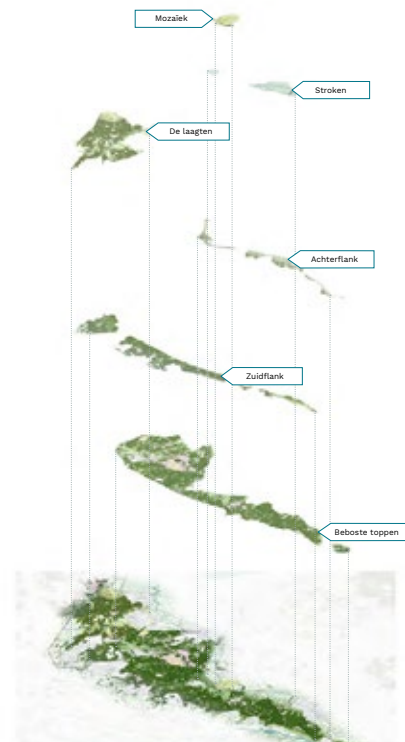 Mozaïek
Stroken
De laagten
Achterflank
Zuidflank
Beboste toppen